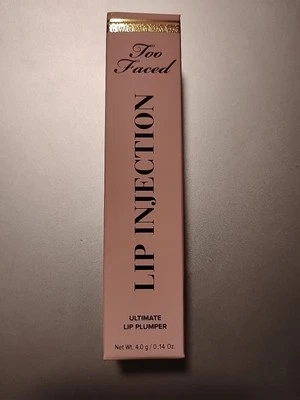 Too
Faced
LIP INJECTION
ULTIMATE
LIP PLUMPER
Net Wt. 4.0 g / 0.14 Oz.